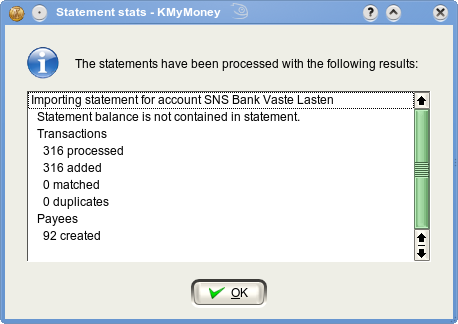 Statement stats - KMyMoney
The statements have been processed with the following results:
Importing statement for account SNS Bank Vaste Lasten
Statement balance is not contained in statement.
Transactions
316 processed
316 added
0 matched
0 duplicates
Payees
92 created
OK